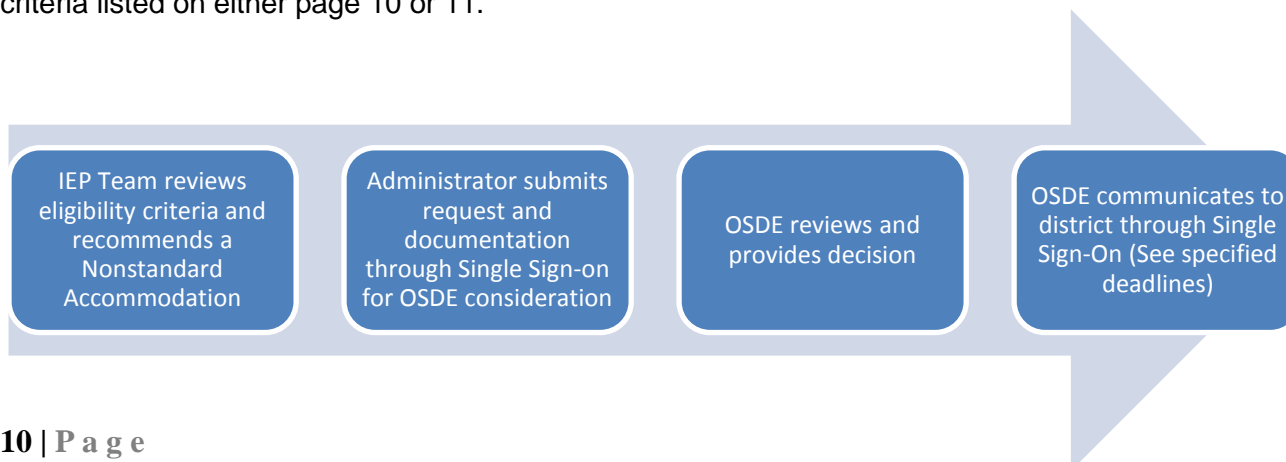 criteria listed on either page 10 or 11.
IEP Team reviews
eligibility criteria and
recommends a
Nonstandard
Accommodation
Administrator submits
request and
documentation
through Single Sign-on
for OSDE consideration
OSDE reviews and
provides decision
OSDE communicates to
district through Single
Sign-On (See specified
deadlines)
10 | P a g e